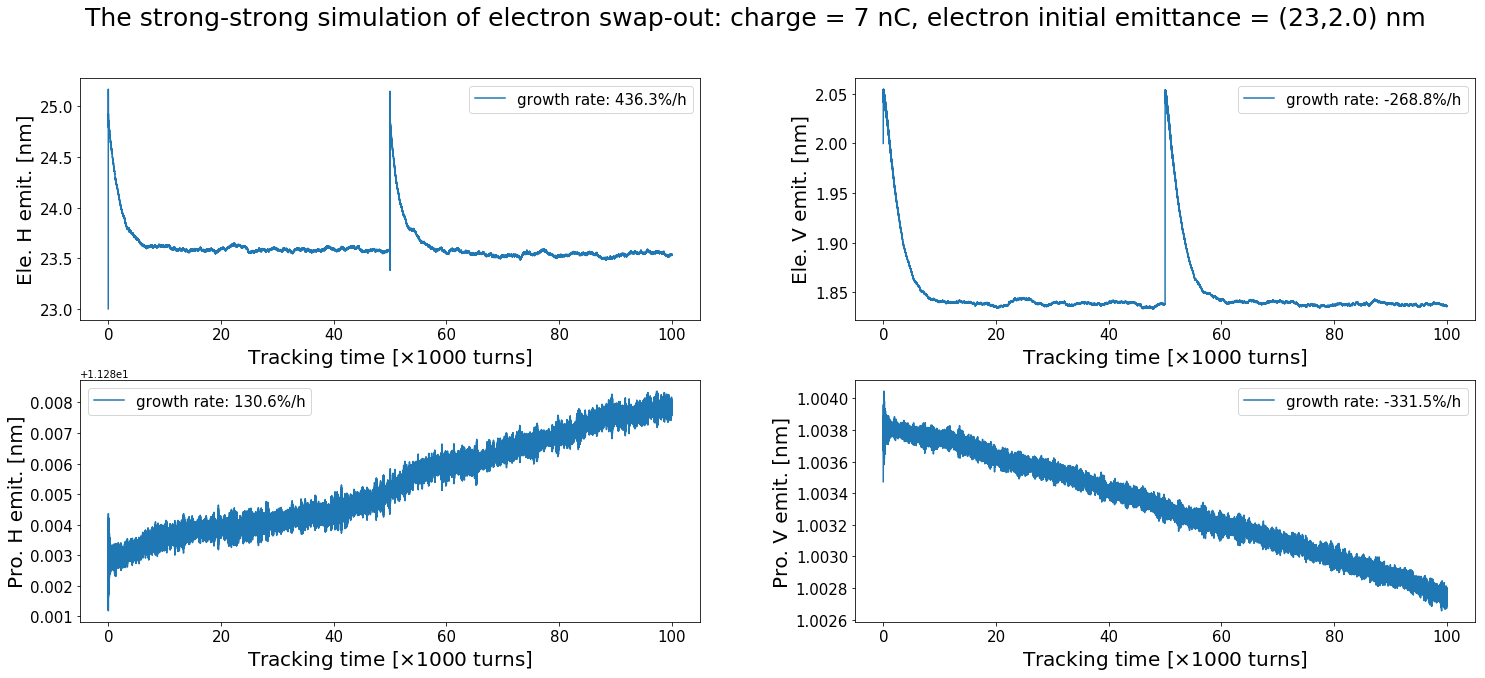 The strong-strong simulation of electron swap-out: charge = 7 nC, electron initial emittance = (23,2.0) nm
Ele. H emit. [nm]
25.0
24.5
24.0
23.5
23.0
growth rate: 436.3%/h
0 20 40 60 80 100
Tracking time [×1000 turns]
Ele. V emit. [nm]
2.05
2.00
1.95
1.90
1.85
growth rate: -268.8%/h
0 20 40 60 80 100
Tracking time [×1000 turns]
+1.128e1
Pro. H emit. [nm]
0.008
0.007
0.006
0.005
0.004
0.003
0.002
0.001
growth rate: 130.6%/h
0 20 40 60 80 100
Tracking time [×1000 turns]
Pro. V emit. [nm]
1.0040
1.0038
1.0036
1.0034
1.0032
1.0030
1.0028
1.0026
growth rate: -331.5%/h
0 20 40 60 80 100
Tracking time [×1000 turns]